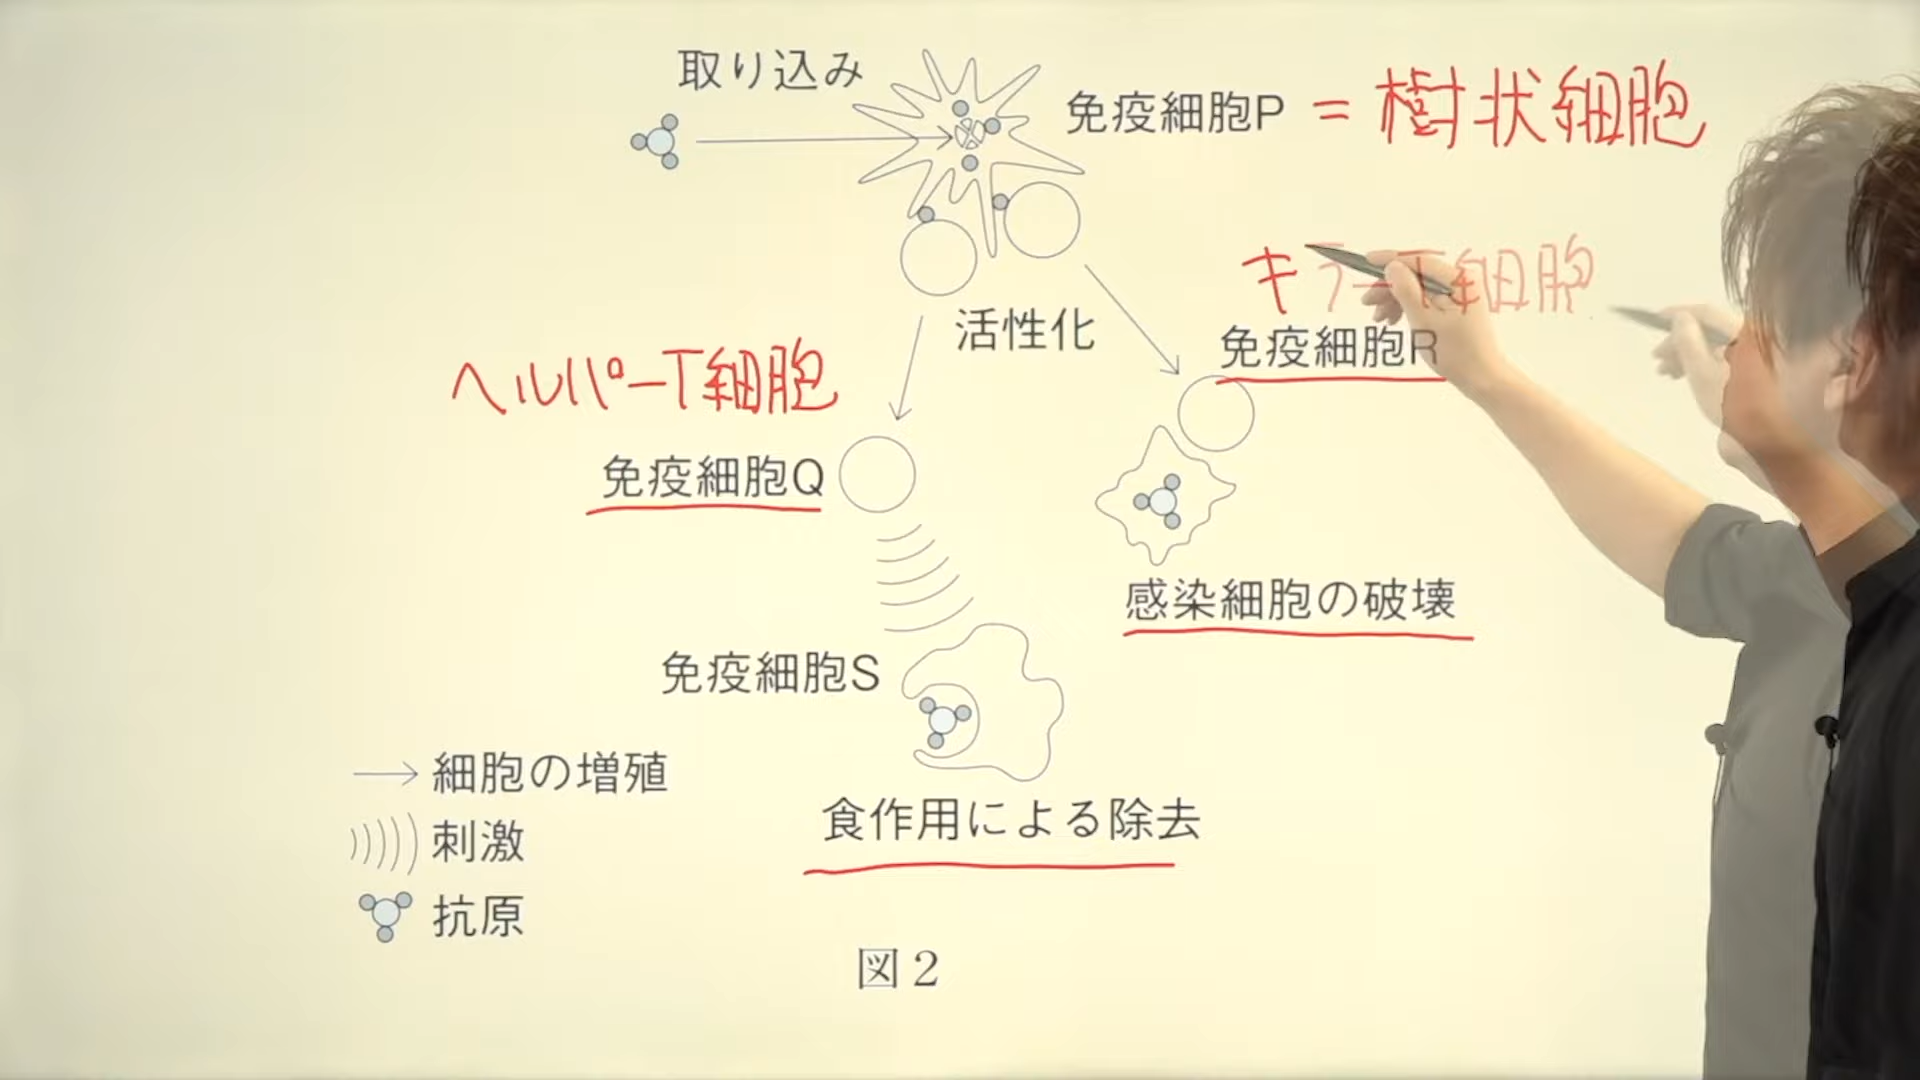 取り込み
免疫細胞P = 樹状細胞
キラーT細胞
活性化
免疫細胞R
ヘルパーT細胞
免疫細胞Q
感染細胞の破壊
免疫細胞S
細胞の増殖
食作用による除去
刺激
抗原
図2